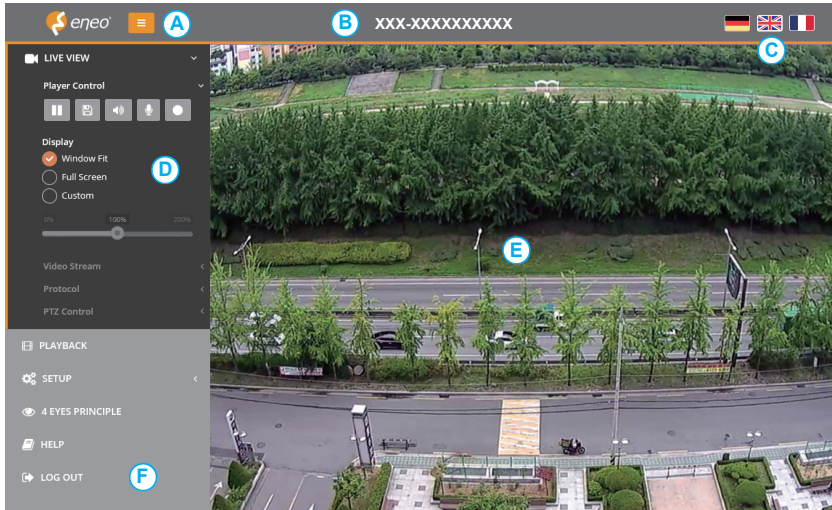 eneo
A
B
XXX-XXXXXXXXXX
C
LIVE VIEW
Player Control
Display
Window Fit
D
Full Screen
Custom
0% 100% 200%
E
Video Stream
Protocol
PTZ Control
PLAYBACK
SETUP
4 EYES PRINCIPLE
HELP
LOG OUT
F